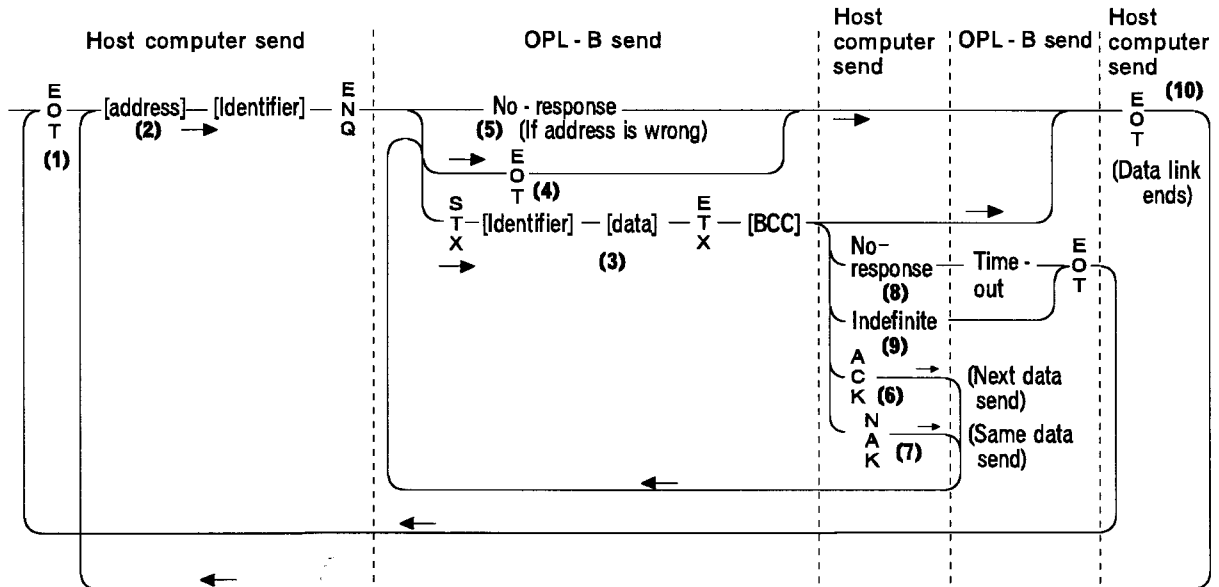 Host computer send
OPL - B send
Host
computer
send
OPL - B send
Host
computer
send
EOT
(1)
[address]
(2)
[Identifier]
ENQ
No - response
(5) (If address is wrong)
EOT
(4)
STX
[Identifier]
[data]
(3)
ETX
[BCC]
No-
response
(8)
Time -
out
EOT
Indefinite
(9)
ACK
(6)
(Next data
send)
NAK
(7)
(Same data
send)
EOT
(10)
(Data link
ends)